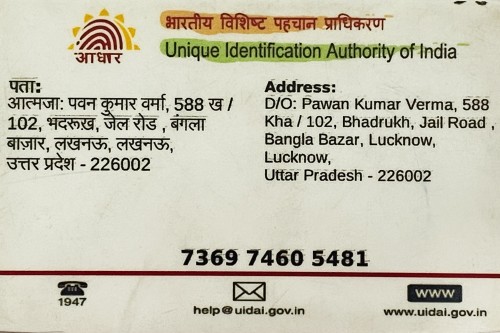 भारतीय विशिष्ट पहचान प्राधिकरण
Unique Identification Authority of India
आधार
पता:
आत्मजा: पवन कुमार वर्मा, 588 ख /
102, भदरूख, जेल रोड , बंगला
बाज़ार, लखनऊ, लखनऊ,
उत्तर प्रदेश - 226002
Address:
D/O: Pawan Kumar Verma, 588
Kha / 102, Bhadrukh, Jail Road ,
Bangla Bazar, Lucknow,
Lucknow,
Uttar Pradesh - 226002
7369 7460 5481
1947
help@uidai.gov.in
www
www.uidai.gov.in